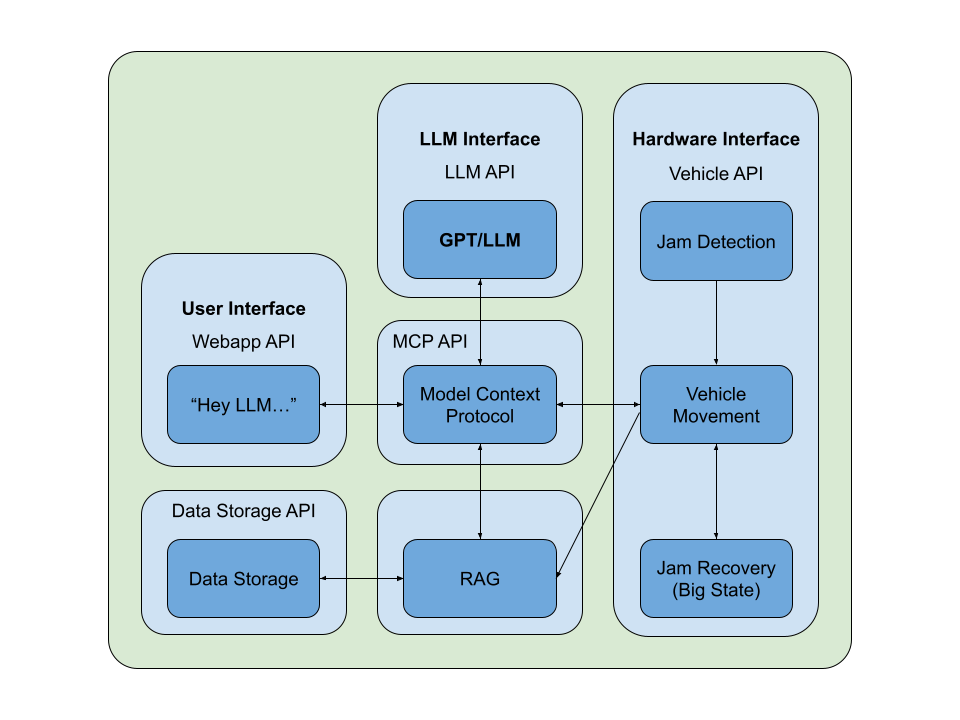 LLM Interface
LLM API
GPT/LLM
Hardware Interface
Vehicle API
Jam Detection
User Interface
Webapp API
“Hey LLM…”
MCP API
Model Context
Protocol
Vehicle
Movement
Data Storage API
Data Storage
RAG
Jam Recovery
(Big State)